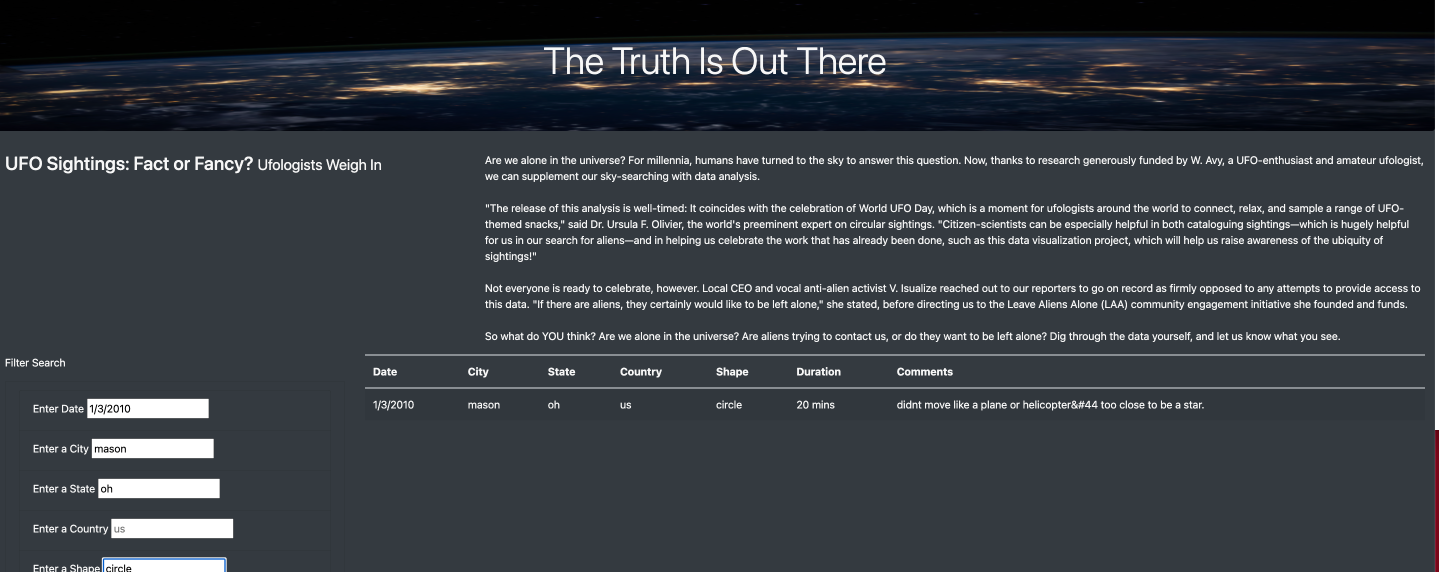 The Truth Is Out There
UFO Sightings: Fact or Fancy? Ufologists Weigh In
Are we alone in the universe? For millennia, humans have turned to the sky to answer this question. Now, thanks to research generously funded by W. Avy, a UFO-enthusiast and amateur ufologist,
we can supplement our sky-searching with data analysis.
"The release of this analysis is well-timed: It coincides with the celebration of World UFO Day, which is a moment for ufologists around the world to connect, relax, and sample a range of UFO-
themed snacks," said Dr. Ursula F. Olivier, the world's preeminent expert on circular sightings. "Citizen-scientists can be especially helpful in both cataloguing sightings—which is hugely helpful
for us in our search for aliens—and in helping us celebrate the work that has already been done, such as this data visualization project, which will help us raise awareness of the ubiquity of
sightings!"
Not everyone is ready to celebrate, however. Local CEO and vocal anti-alien activist V. Isualize reached out to our reporters to go on record as firmly opposed to any attempts to provide access to
this data. "If there are aliens, they certainly would like to be left alone," she stated, before directing us to the Leave Aliens Alone (LAA) community engagement initiative she founded and funds.
So what do YOU think? Are we alone in the universe? Are aliens trying to contact us, or do they want to be left alone? Dig through the data yourself, and let us know what you see.
Filter Search
Enter Date 1/3/2010
Enter a City mason
Enter a State oh
Enter a Country us
Enter a Shape circle
Date City State Country Shape Duration Comments
1/3/2010 mason oh us circle 20 mins didnt move like a plane or helicopter&#44 too close to be a star.